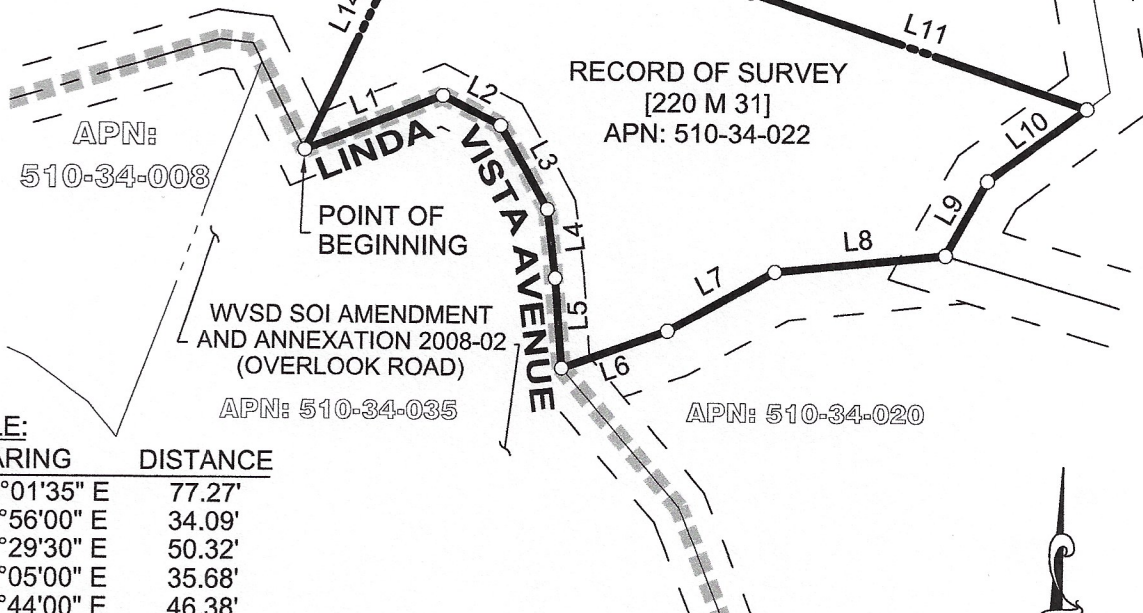 L14
L11
RECORD OF SURVEY
[220 M 31]
APN: 510-34-022
L1
L2
L3
L4
L5
L6
L7
L8
L9
L10
LINDA VISTA AVENUE
APN:
510-34-008
POINT OF
BEGINNING
WVSD SOI AMENDMENT
AND ANNEXATION 2008-02
(OVERLOOK ROAD)
APN: 510-34-035
APN: 510-34-020
LE:
ARING DISTANCE
°01'35" E 77.27'
°56'00" E 34.09'
°29'30" E 50.32'
°05'00" E 35.68'
°44'00" E 46.38'